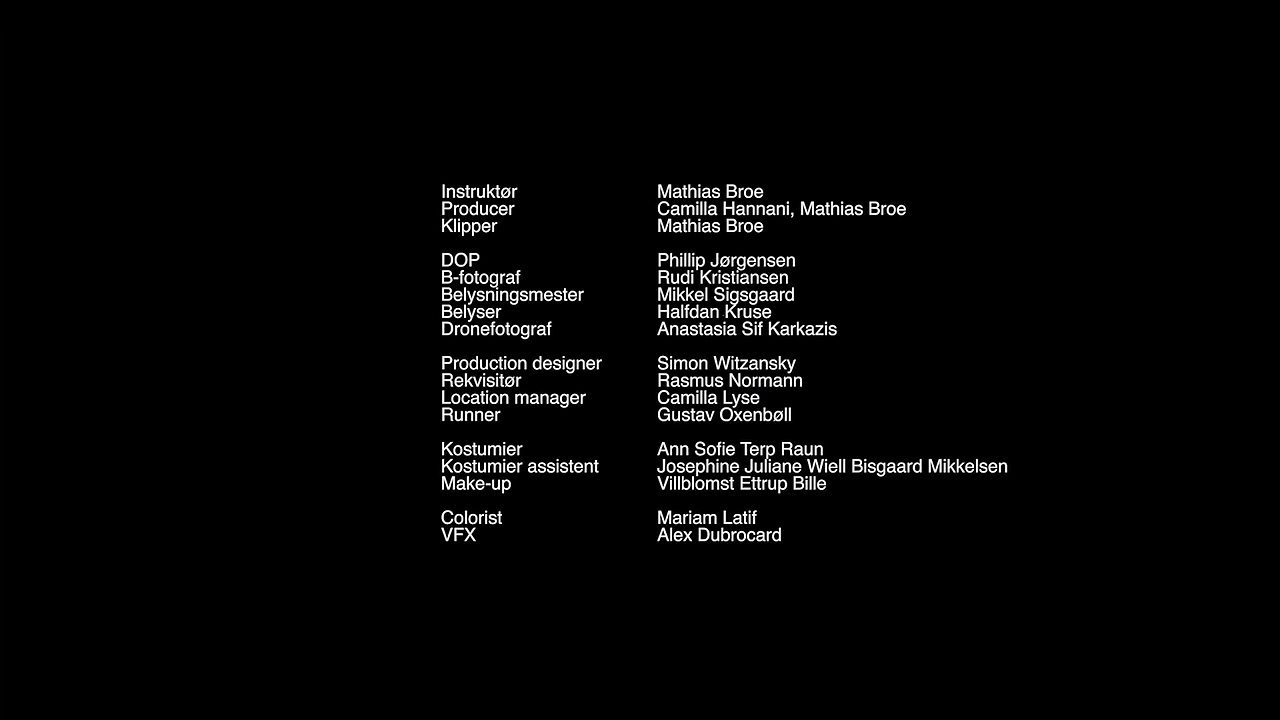 Instruktør Mathias Broe
Producer Camilla Hannani, Mathias Broe
Klipper Mathias Broe
DOP Phillip Jørgensen
B-fotograf Rudi Kristiansen
Belysningsmester Mikkel Sigsgaard
Belyser Halfdan Kruse
Dronefotograf Anastasia Sif Karkazis
Production designer Simon Witzansky
Rekvisitør Rasmus Normann
Location manager Camilla Lyse
Runner Gustav Oxenbøll
Kostumier Ann Sofie Terp Raun
Kostumier assistent Josephine Juliane Wiell Bisgaard Mikkelsen
Make-up Villblomst Ettrup Bille
Colorist Mariam Latif
VFX Alex Dubrocard